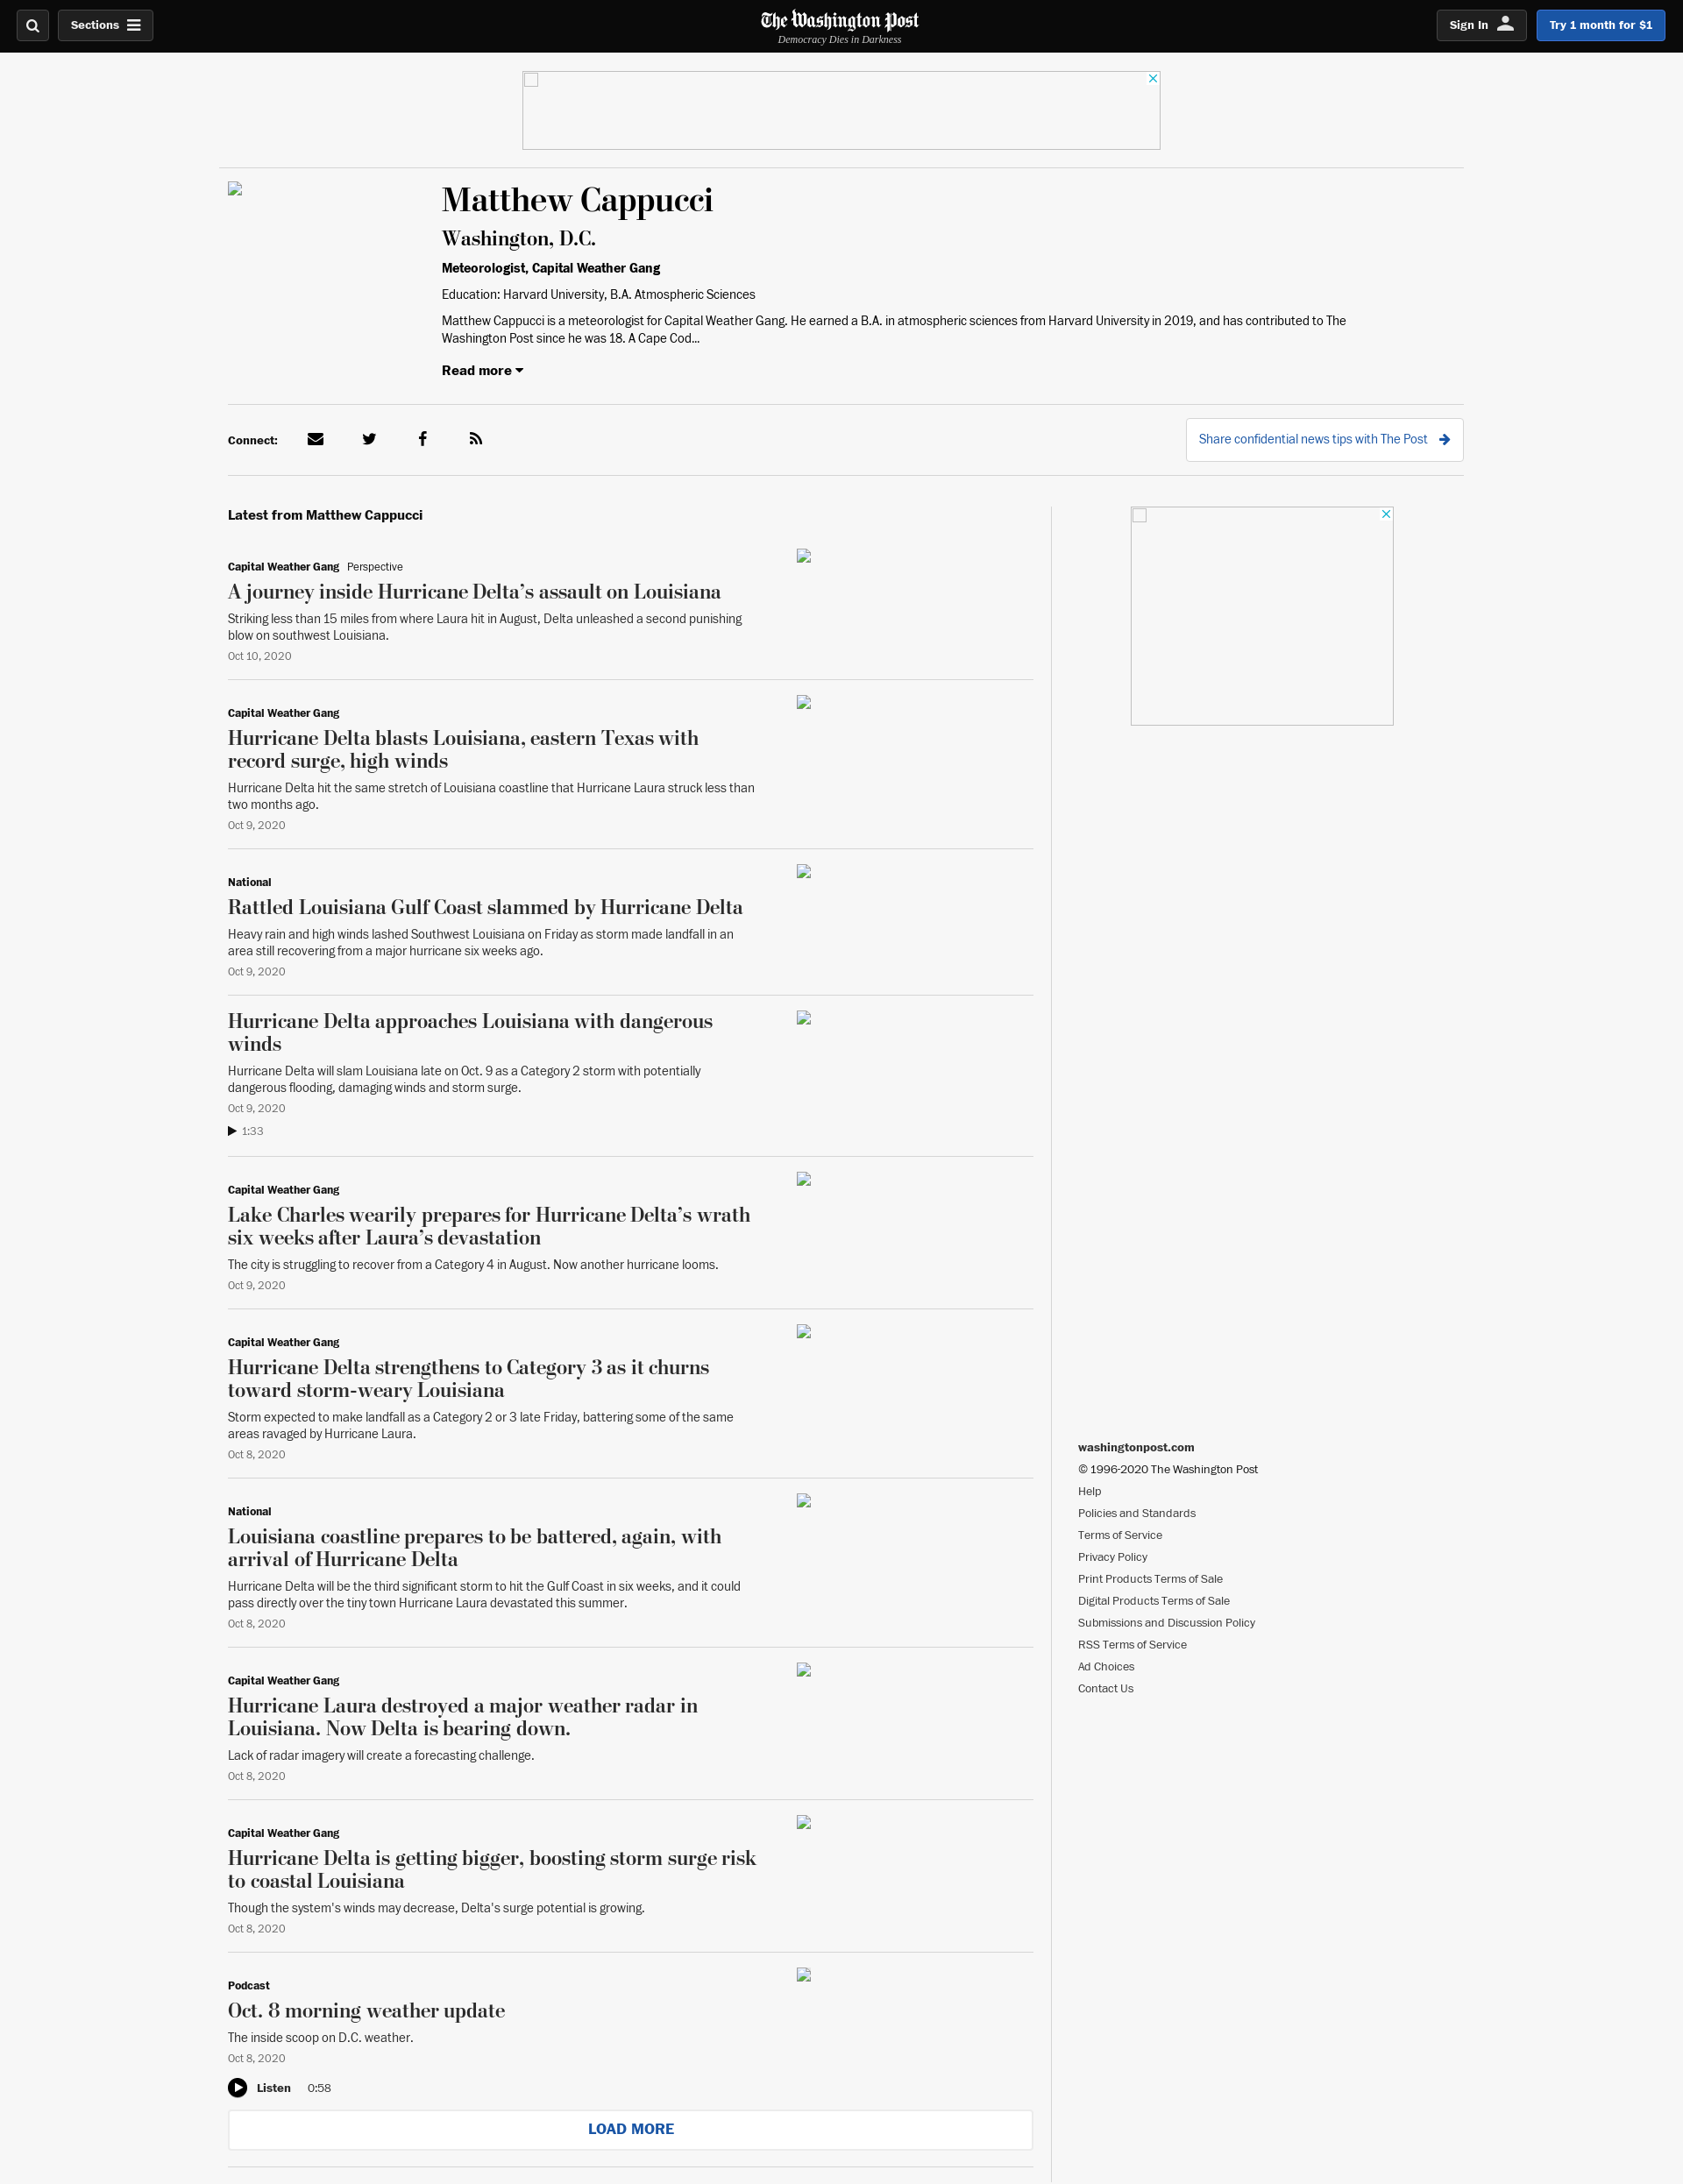 Sections
The Washington Post
Democracy Dies in Darkness
Sign In
Try 1 month for $1
Matthew Cappucci
Washington, D.C.
Meteorologist, Capital Weather Gang
Education: Harvard University, B.A. Atmospheric Sciences
Matthew Cappucci is a meteorologist for Capital Weather Gang. He earned a B.A. in atmospheric sciences from Harvard University in 2019, and has contributed to The
Washington Post since he was 18. A Cape Cod...
Read more
Connect:
Share confidential news tips with The Post
Latest from Matthew Cappucci
Capital Weather Gang Perspective
A journey inside Hurricane Delta’s assault on Louisiana
Striking less than 15 miles from where Laura hit in August, Delta unleashed a second punishing
blow on southwest Louisiana.
Oct 10, 2020
Capital Weather Gang
Hurricane Delta blasts Louisiana, eastern Texas with
record surge, high winds
Hurricane Delta hit the same stretch of Louisiana coastline that Hurricane Laura struck less than
two months ago.
Oct 9, 2020
National
Rattled Louisiana Gulf Coast slammed by Hurricane Delta
Heavy rain and high winds lashed Southwest Louisiana on Friday as storm made landfall in an
area still recovering from a major hurricane six weeks ago.
Oct 9, 2020
Hurricane Delta approaches Louisiana with dangerous
winds
Hurricane Delta will slam Louisiana late on Oct. 9 as a Category 2 storm with potentially
dangerous flooding, damaging winds and storm surge.
Oct 9, 2020
1:33
Capital Weather Gang
Lake Charles wearily prepares for Hurricane Delta’s wrath
six weeks after Laura’s devastation
The city is struggling to recover from a Category 4 in August. Now another hurricane looms.
Oct 9, 2020
Capital Weather Gang
Hurricane Delta strengthens to Category 3 as it churns
toward storm-weary Louisiana
Storm expected to make landfall as a Category 2 or 3 late Friday, battering some of the same
areas ravaged by Hurricane Laura.
Oct 8, 2020
National
Louisiana coastline prepares to be battered, again, with
arrival of Hurricane Delta
Hurricane Delta will be the third significant storm to hit the Gulf Coast in six weeks, and it could
pass directly over the tiny town Hurricane Laura devastated this summer.
Oct 8, 2020
Capital Weather Gang
Hurricane Laura destroyed a major weather radar in
Louisiana. Now Delta is bearing down.
Lack of radar imagery will create a forecasting challenge.
Oct 8, 2020
Capital Weather Gang
Hurricane Delta is getting bigger, boosting storm surge risk
to coastal Louisiana
Though the system's winds may decrease, Delta's surge potential is growing.
Oct 8, 2020
Podcast
Oct. 8 morning weather update
The inside scoop on D.C. weather.
Oct 8, 2020
Listen 0:58
LOAD MORE
washingtonpost.com
© 1996-2020 The Washington Post
Help
Policies and Standards
Terms of Service
Privacy Policy
Print Products Terms of Sale
Digital Products Terms of Sale
Submissions and Discussion Policy
RSS Terms of Service
Ad Choices
Contact Us